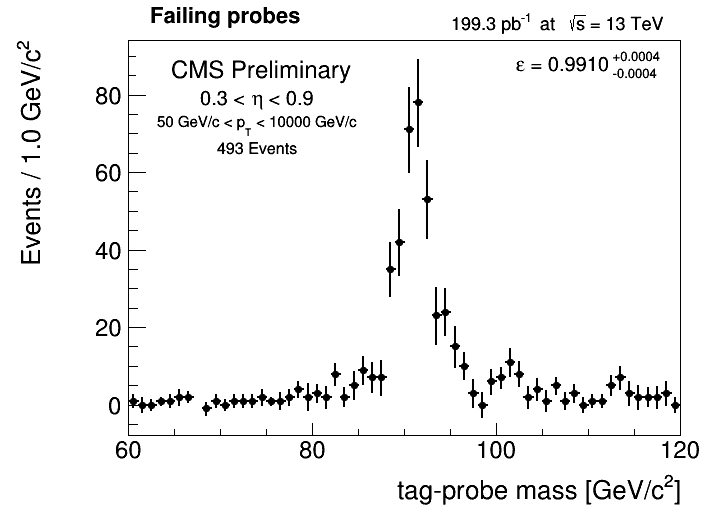 Failing probes
199.3 pb⁻¹ at √s = 13 TeV
CMS Preliminary
0.3 < η < 0.9
50 GeV/c < p_T < 10000 GeV/c
493 Events
ε = 0.9910 +0.0004 -0.0004
Events / 1.0 GeV/c²
80
60
40
20
0
60 80 100 120
tag-probe mass [GeV/c²]